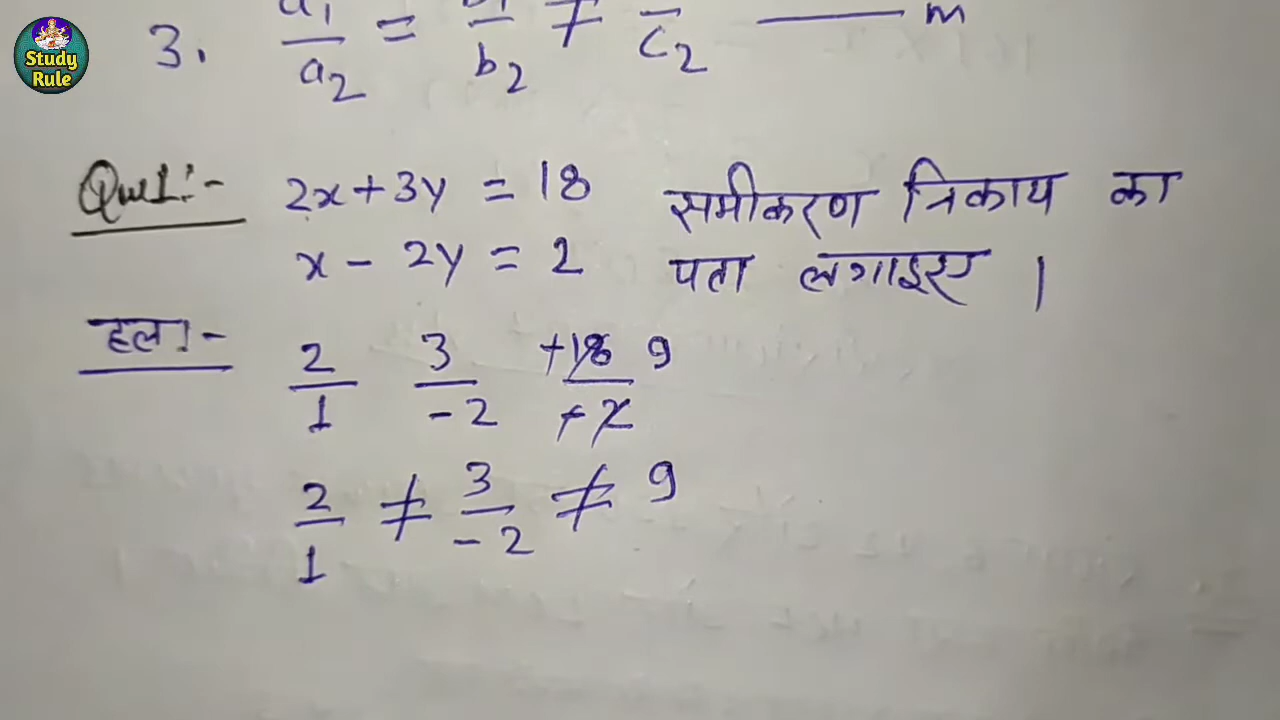 Study
Rule
3. a1/a2 = b1/b2 ≠ /c2 —— m
Que1:- 2x+3y = 18 समीकरण निकाय का
x - 2y = 2 पता लगाइए ।
हल:-
2/1 3/-2 +18/+2 9
2/1 ≠ 3/-2 ≠ 9